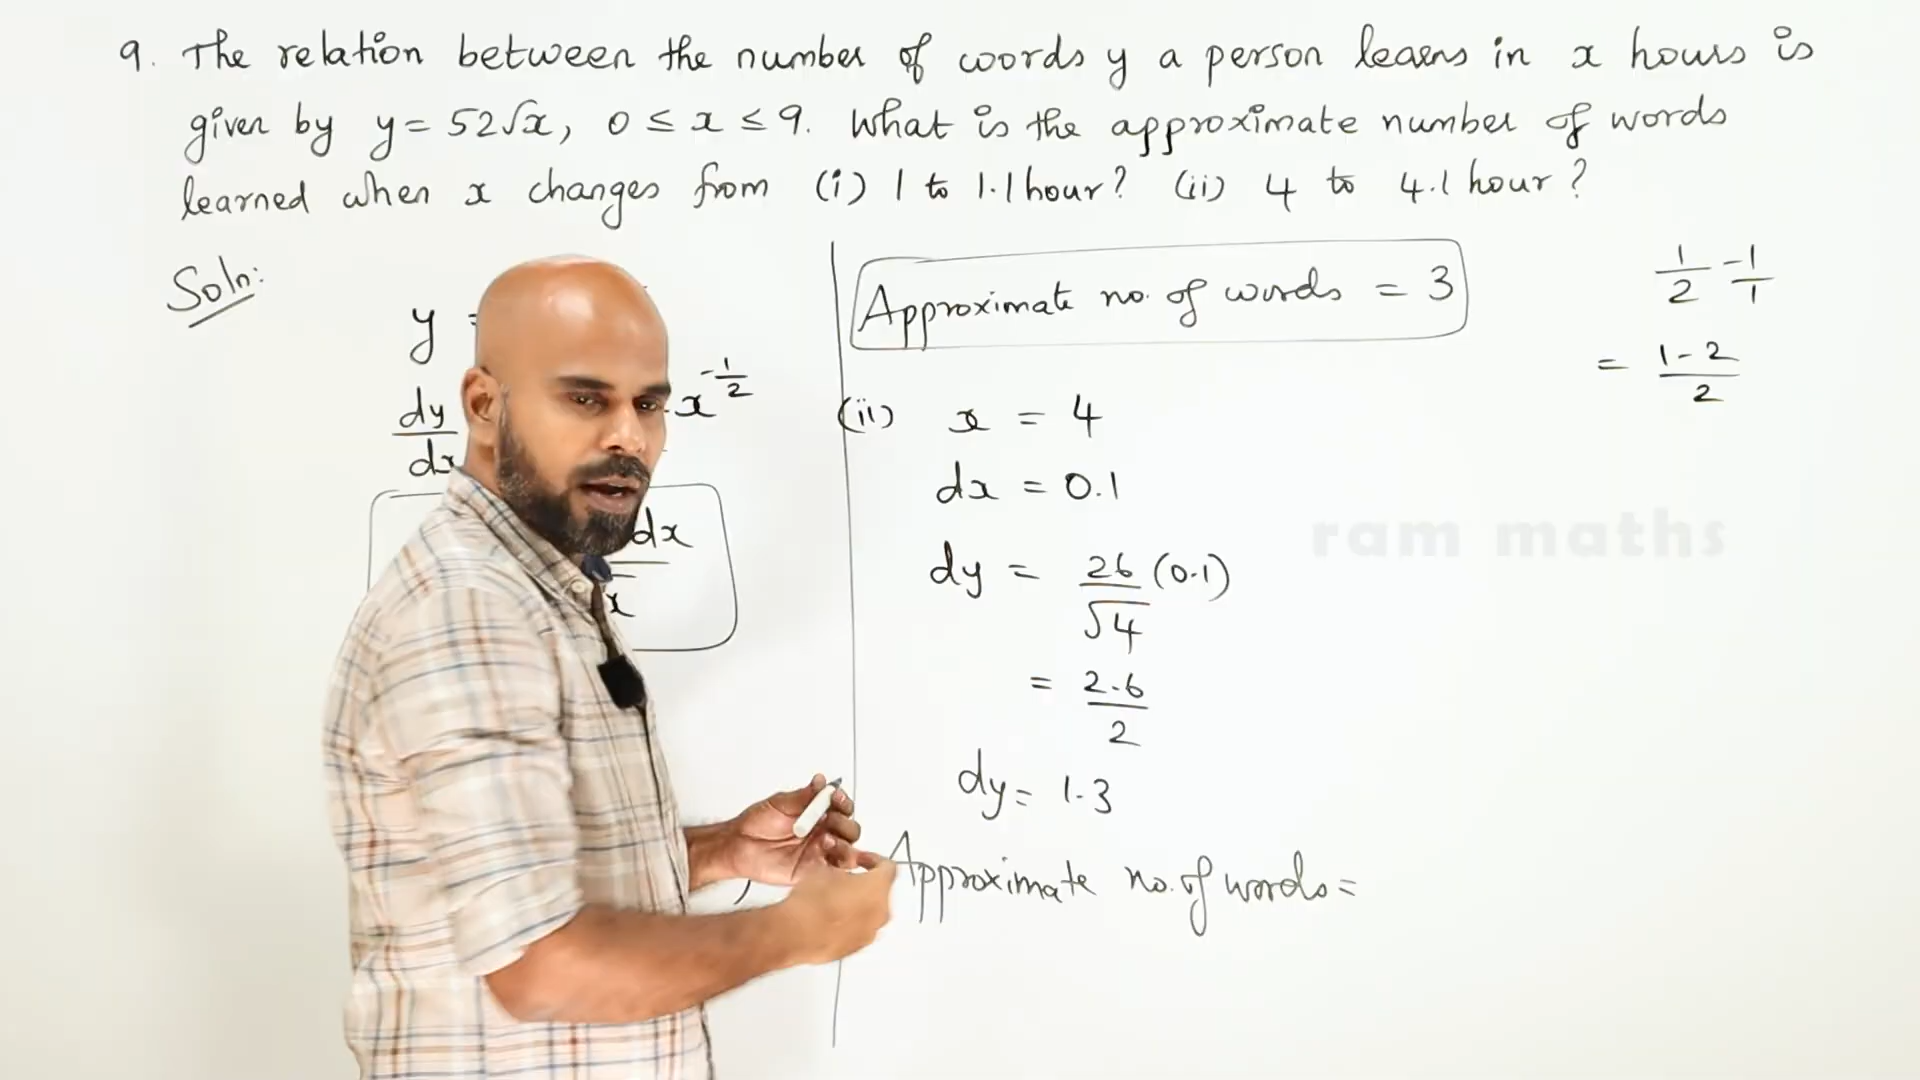 9. The relation between the number of words y a person learns in x hours is
given by y = 52√x, 0 ≤ x ≤ 9. What is the approximate number of words
learned when x changes from (i) 1 to 1.1 hour? (ii) 4 to 4.1 hour?
Soln:
y =
dy/dx
x^(-1/2)
dx
x
Approximate no. of words = 3
(ii) x = 4
dx = 0.1
dy = 26/√4 (0.1)
= 2.6/2
dy = 1.3
Approximate no. of words =
1/2 - 1/1
= (1-2)/2
ram maths